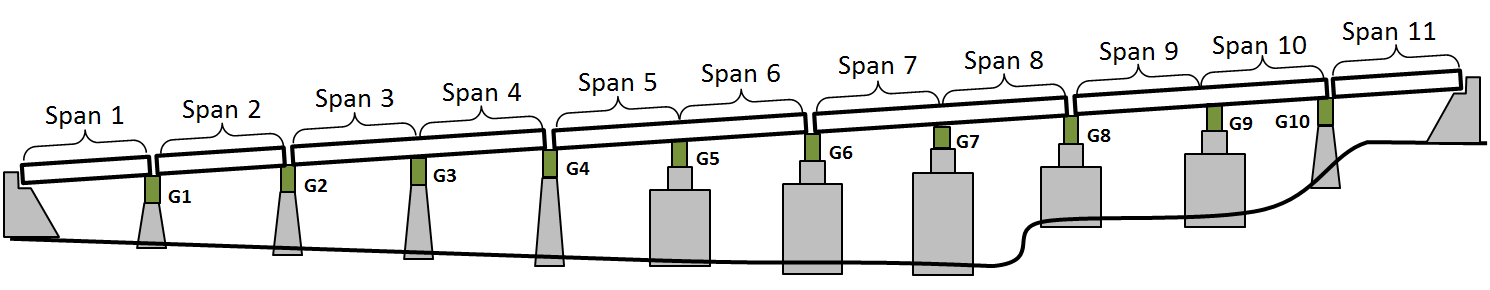 Span 1
Span 2
Span 3
Span 4
Span 5
Span 6
Span 7
Span 8
Span 9
Span 10
Span 11
G1
G2
G3
G4
G5
G6
G7
G8
G9
G10